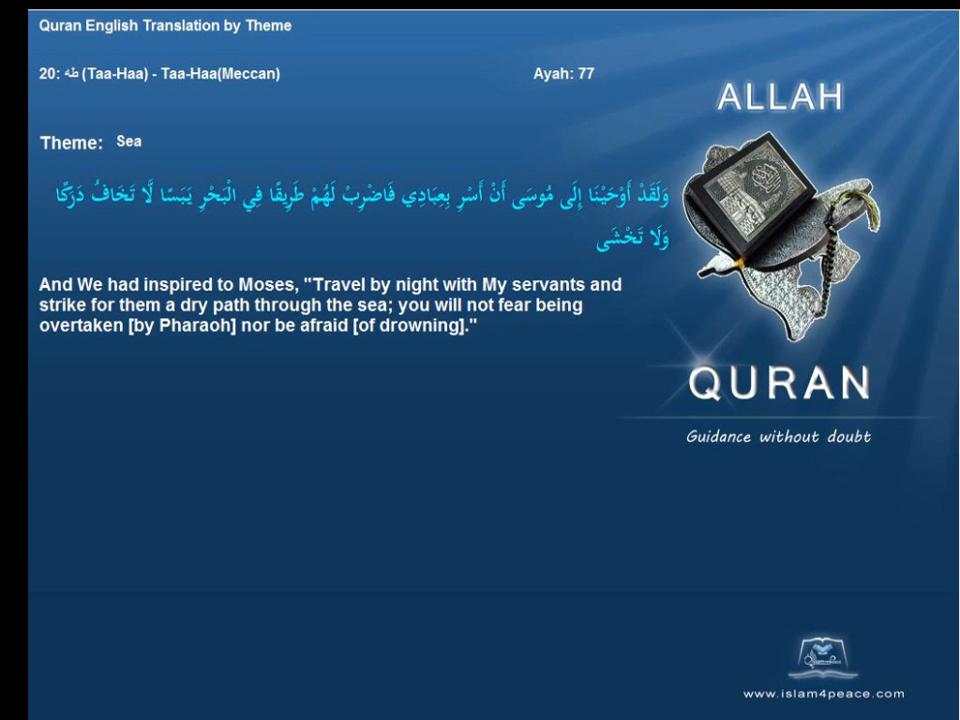 Quran English Translation by Theme
20: طه (Taa-Haa) - Taa-Haa(Meccan) Ayah: 77
ALLAH
Theme: Sea
وَلَقَدْ أَوْحَيْنَا إِلَى مُوسَى أَنْ أَسْرِ بِعِبَادِي فَاضْرِبْ لَهُمْ طَرِيقًا فِي الْبَحْرِ يَبَسًا لَّا تَخَافُ دَرَكًا
وَلَا تَخْشَى
And We had inspired to Moses, "Travel by night with My servants and
strike for them a dry path through the sea; you will not fear being
overtaken [by Pharaoh] nor be afraid [of drowning]."
QURAN
Guidance without doubt
www.islam4peace.com